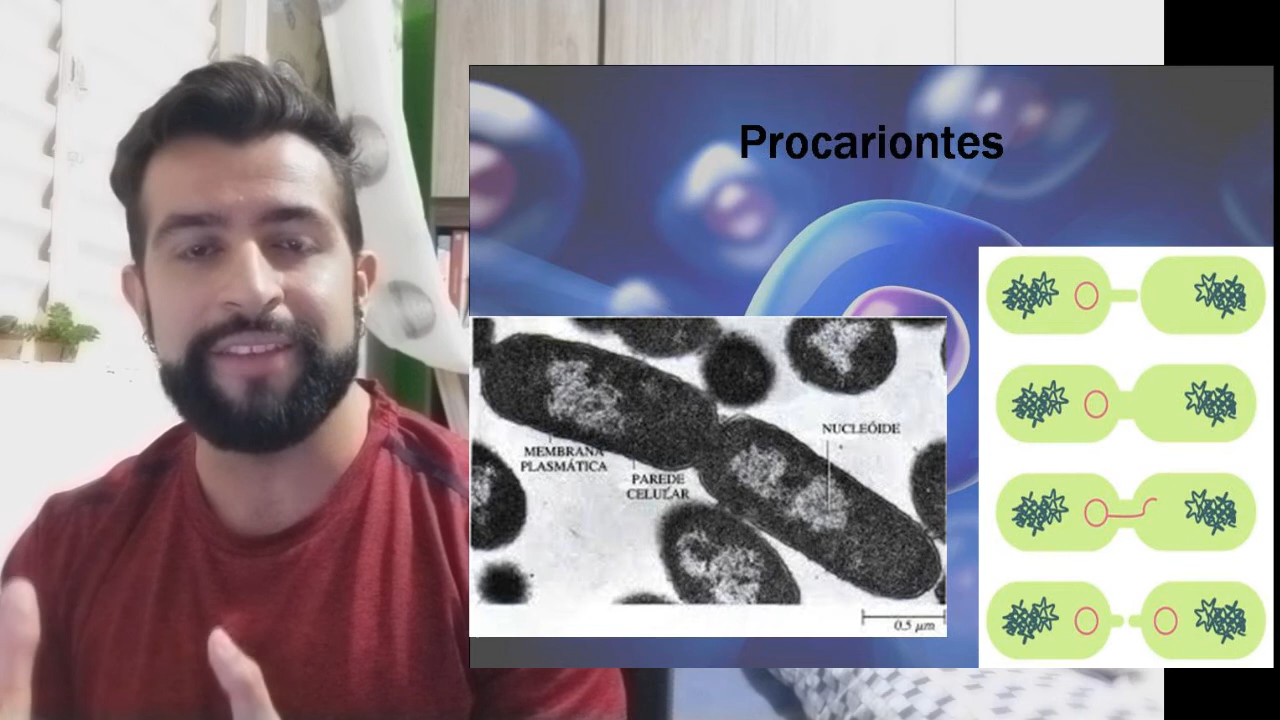 Procariontes
NUCLEÓIDE
MEMBRANA
PLASMÁTICA
PAREDE
CELULAR
0.5 µm